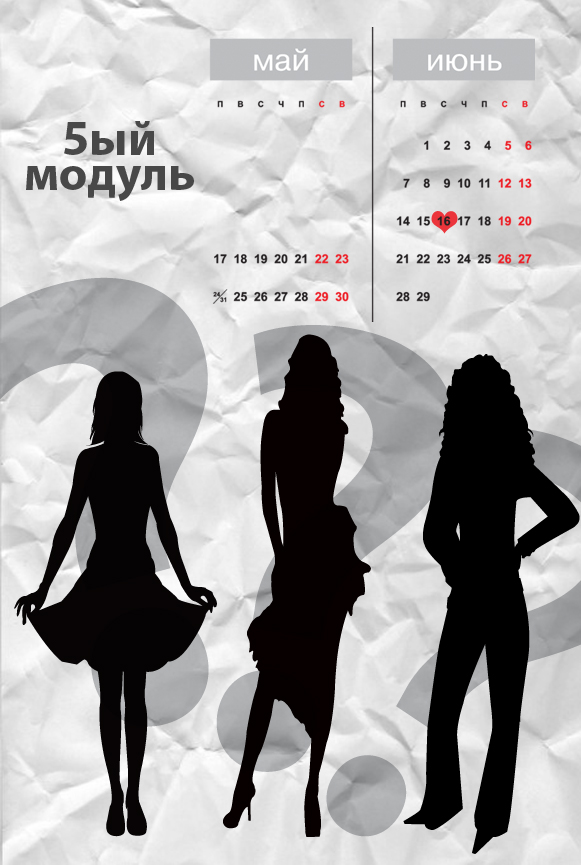 5ый
модуль
май
п в с ч п с в
17 18 19 20 21 22 23
24/31 25 26 27 28 29 30
июнь
п в с ч п с в
1 2 3 4 5 6
7 8 9 10 11 12 13
14 15 16 17 18 19 20
21 22 23 24 25 26 27
28 29